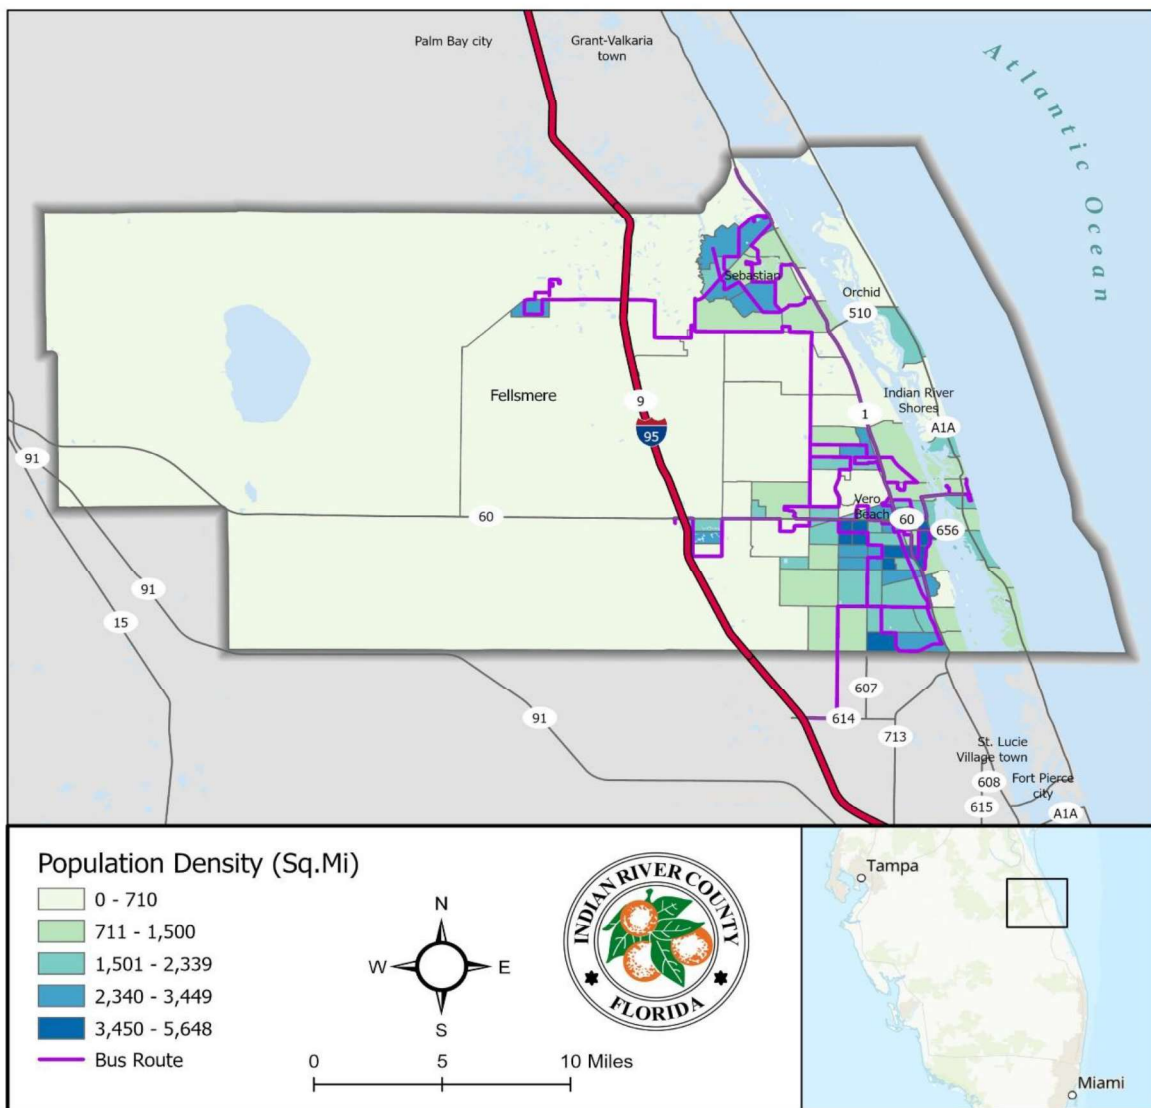 Palm Bay city
Grant-Valkaria
town
Atlantic Ocean
Sebastian
Orchid
510
Fellsmere
9
Indian River
Shores
1
A1A
95
91
Vero
Beach
60
60
656
91
15
607
91
614
713
St. Lucie
Village town
608
Fort Pierce
city
615
A1A
Population Density (Sq.Mi)
0 - 710
711 - 1,500
1,501 - 2,339
2,340 - 3,449
3,450 - 5,648
Bus Route
N
W
E
S
0 5 10 Miles
INDIAN RIVER COUNTY
FLORIDA
Tampa
Miami